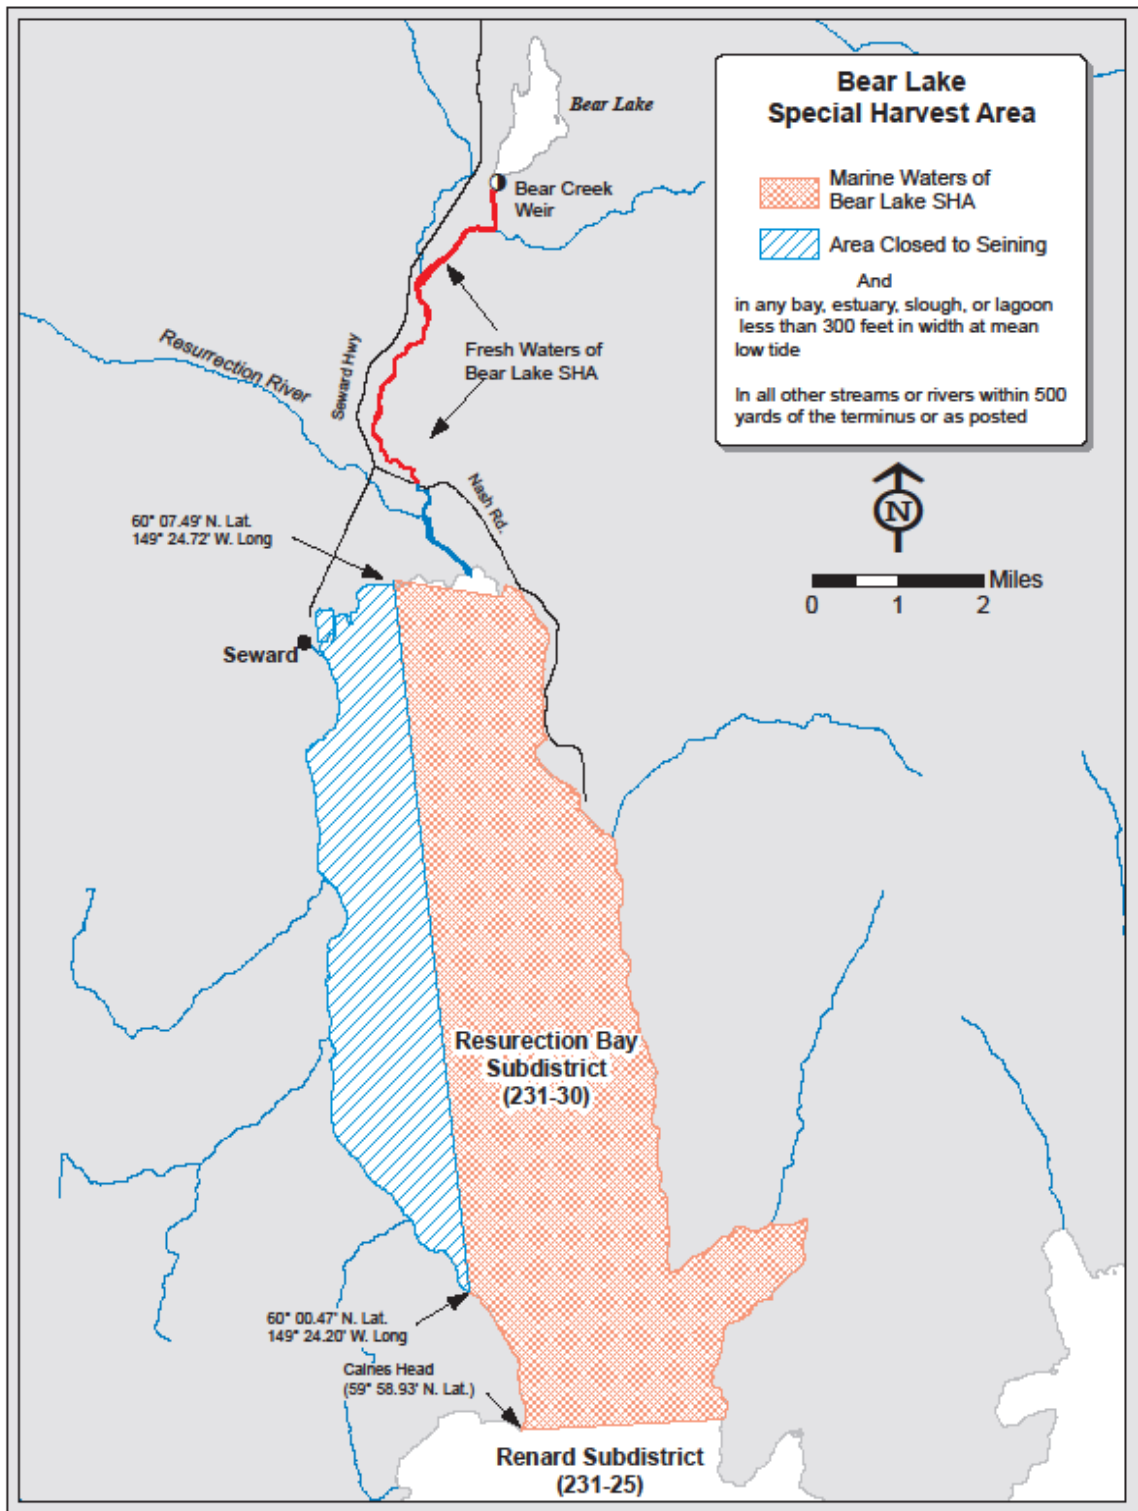 Bear Lake
Special Harvest Area
Marine Waters of
Bear Lake SHA
Area Closed to Seining
And
in any bay, estuary, slough, or lagoon
less than 300 feet in width at mean
low tide
In all other streams or rivers within 500
yards of the terminus or as posted
Bear Lake
Bear Creek
Weir
Resurrection River
Seward Hwy
Fresh Waters of
Bear Lake SHA
Nash Rd.
N
Miles
0 1 2
60° 07.49' N. Lat.
149° 24.72' W. Long
Seward
Resurection Bay
Subdistrict
(231-30)
60° 00.47' N. Lat.
149° 24.20' W. Long
Caines Head
(59° 58.93' N. Lat.)
Renard Subdistrict
(231-25)